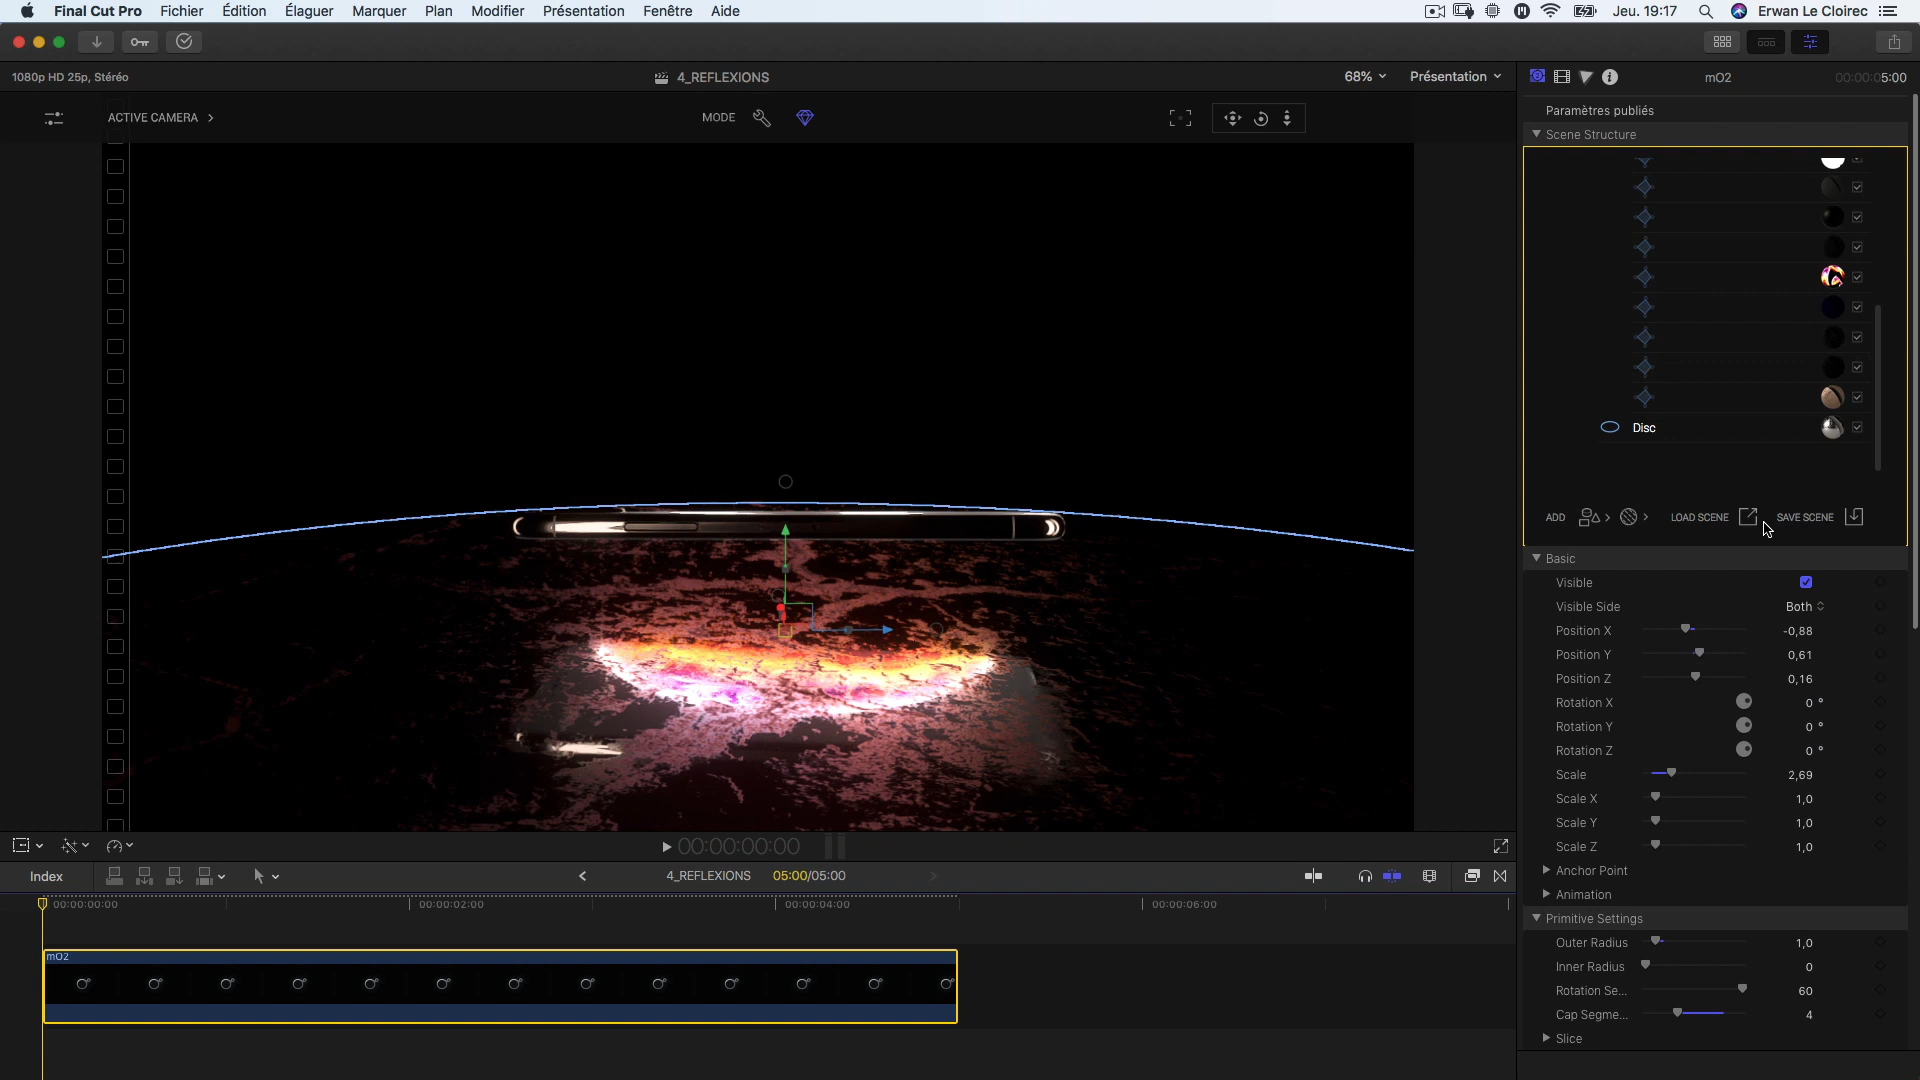 Final Cut Pro Fichier Édition Élaguer Marquer Plan Modifier Présentation Fenêtre Aide Jeu. 19:17 Erwan Le Cloirec
1080p HD 25p, Stéréo 4_REFLEXIONS 68% Présentation mO2 00:00:05:00
ACTIVE CAMERA MODE
Paramètres publiés
Scene Structure
Disc
ADD LOAD SCENE SAVE SCENE
Basic
Visible
Visible Side Both
Position X -0,88
Position Y 0,61
Position Z 0,16
Rotation X 0 °
Rotation Y 0 °
Rotation Z 0 °
Scale 2,69
Scale X 1,0
Scale Y 1,0
Scale Z 1,0
Anchor Point
Animation
Primitive Settings
Outer Radius 1,0
Inner Radius 0
Rotation Se... 60
Cap Segme... 4
Slice
00:00:00:00
Index 4_REFLEXIONS 05:00/05:00
00:00:00:00 00:00:02:00 00:00:04:00 00:00:06:00
mO2